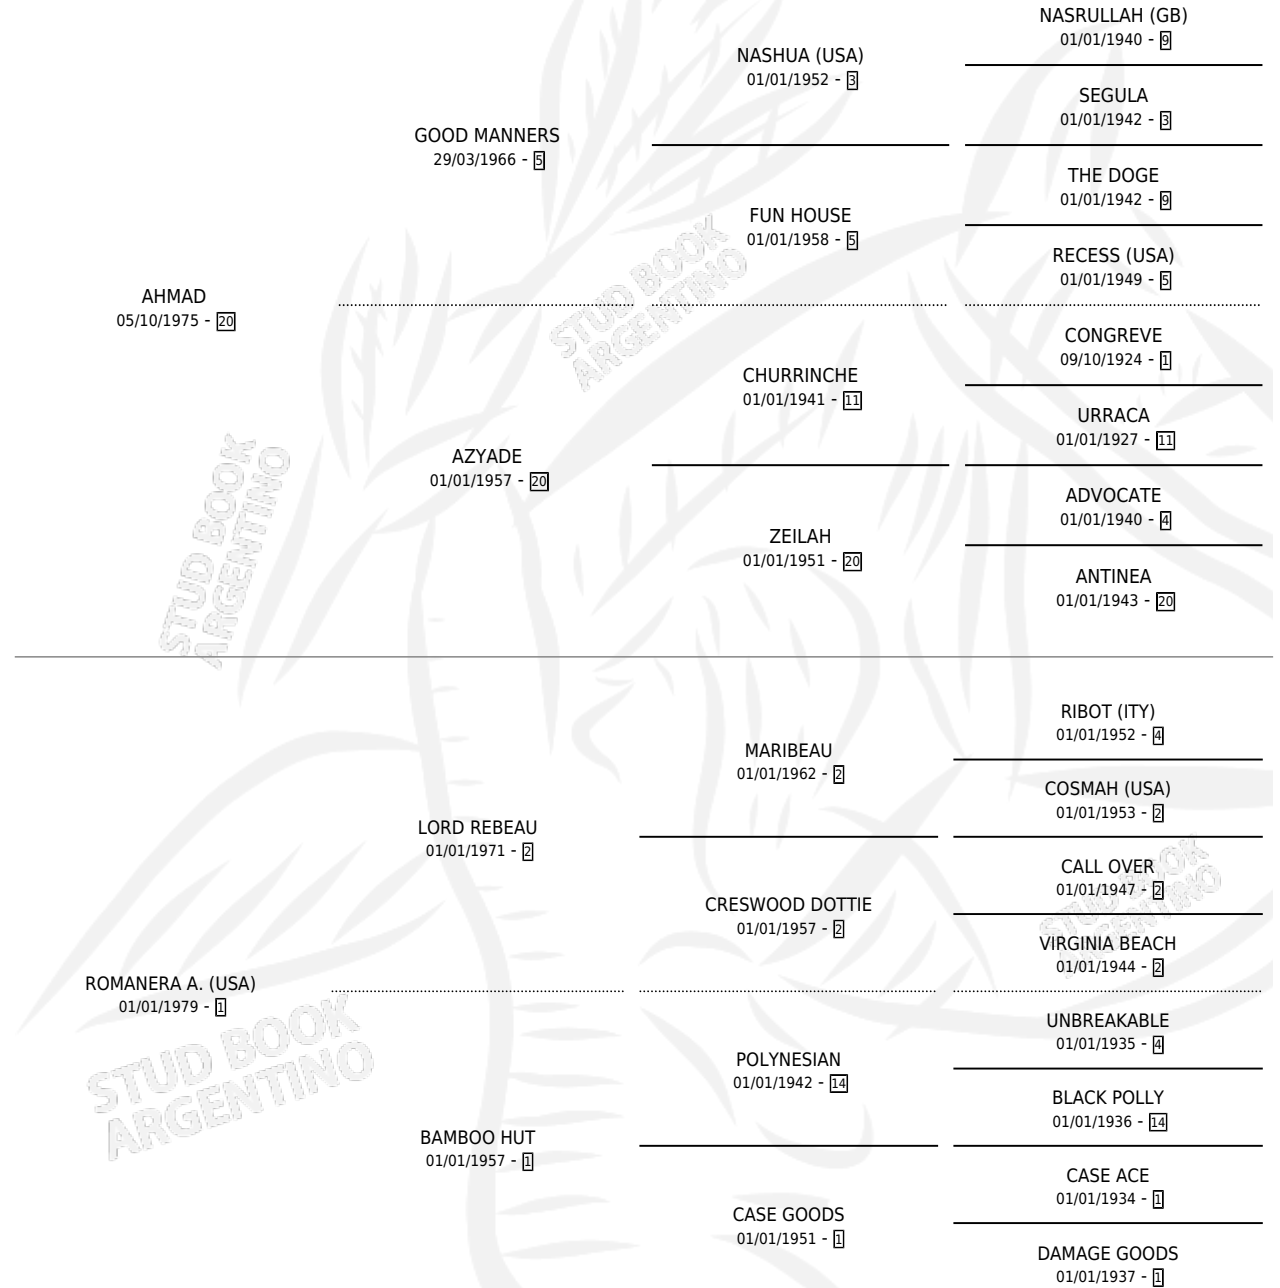 NASRULLAH (GB)
01/01/1940 - 9
NASHUA (USA)
01/01/1952 - 3
SEGULA
01/01/1942 - 3
GOOD MANNERS
29/03/1966 - 5
THE DOGE
01/01/1942 - 9
FUN HOUSE
01/01/1958 - 5
RECESS (USA)
01/01/1949 - 5
AHMAD
05/10/1975 - 20
CONGREVE
09/10/1924 - 1
CHURRINCHE
01/01/1941 - 11
URRACA
01/01/1927 - 11
AZYADE
01/01/1957 - 20
ADVOCATE
01/01/1940 - 4
ZEILAH
01/01/1951 - 20
ANTINEA
01/01/1943 - 20
RIBOT (ITY)
01/01/1952 - 4
MARIBEAU
01/01/1962 - 2
COSMAH (USA)
01/01/1953 - 2
LORD REBEAU
01/01/1971 - 2
CALL OVER
01/01/1947 - 2
CRESWOOD DOTTIE
01/01/1957 - 2
VIRGINIA BEACH
01/01/1944 - 2
ROMANERA A. (USA)
01/01/1979 - 1
UNBREAKABLE
01/01/1935 - 4
POLYNESIAN
01/01/1942 - 14
BLACK POLLY
01/01/1936 - 14
BAMBOO HUT
01/01/1957 - 1
CASE ACE
01/01/1934 - 1
CASE GOODS
01/01/1951 - 1
DAMAGE GOODS
01/01/1937 - 1
STUD BOOK
ARGENTINO
STUD BOOK
ARGENTINO
STUD BOOK
ARGENTINO
STUD BOOK
ARGENTINO